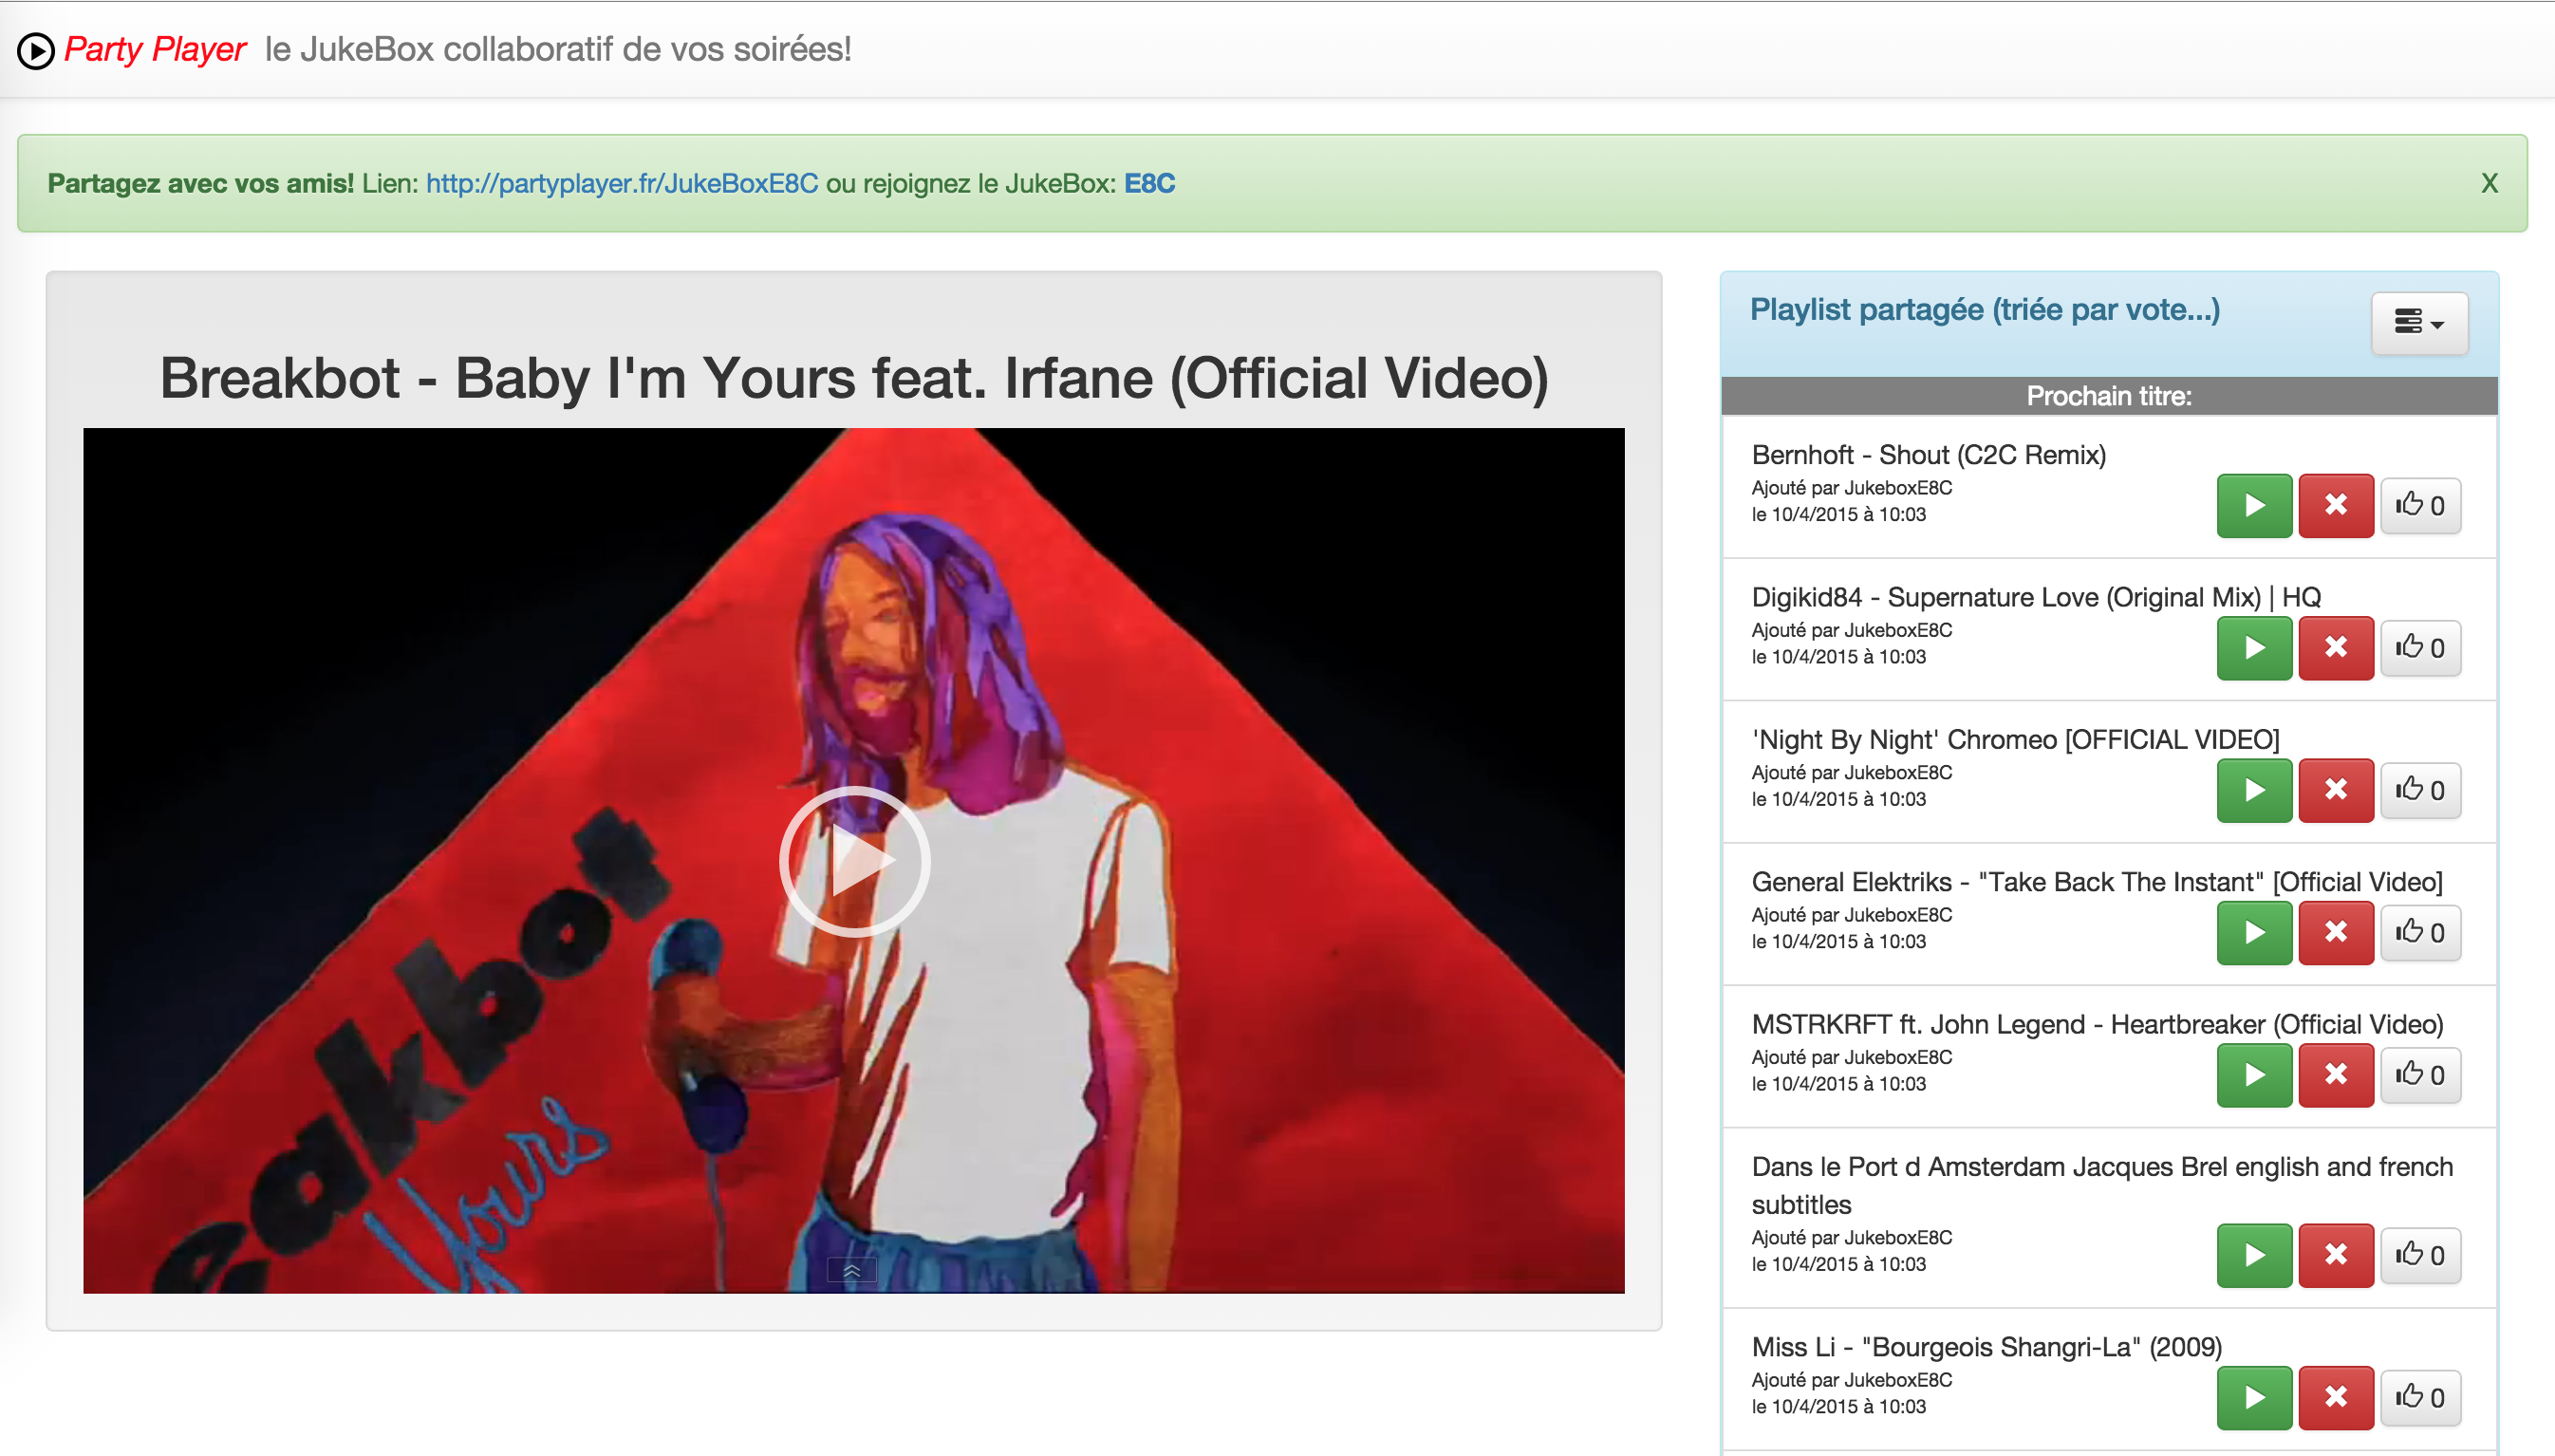 Party Player le JukeBox collaboratif de vos soirées!
Partagez avec vos amis! Lien: http://partyplayer.fr/JukeBoxE8C ou rejoignez le JukeBox: E8C X
Breakbot - Baby I'm Yours feat. Irfane (Official Video)
eakbot
Yours
Playlist partagée (triée par vote...)
Prochain titre:
Bernhoft - Shout (C2C Remix)
Ajouté par JukeboxE8C
le 10/4/2015 à 10:03
0
Digikid84 - Supernature Love (Original Mix) | HQ
Ajouté par JukeboxE8C
le 10/4/2015 à 10:03
0
'Night By Night' Chromeo [OFFICIAL VIDEO]
Ajouté par JukeboxE8C
le 10/4/2015 à 10:03
0
General Elektriks - "Take Back The Instant" [Official Video]
Ajouté par JukeboxE8C
le 10/4/2015 à 10:03
0
MSTRKRFT ft. John Legend - Heartbreaker (Official Video)
Ajouté par JukeboxE8C
le 10/4/2015 à 10:03
0
Dans le Port d Amsterdam Jacques Brel english and french
subtitles
Ajouté par JukeboxE8C
le 10/4/2015 à 10:03
0
Miss Li - "Bourgeois Shangri-La" (2009)
Ajouté par JukeboxE8C
le 10/4/2015 à 10:03
0